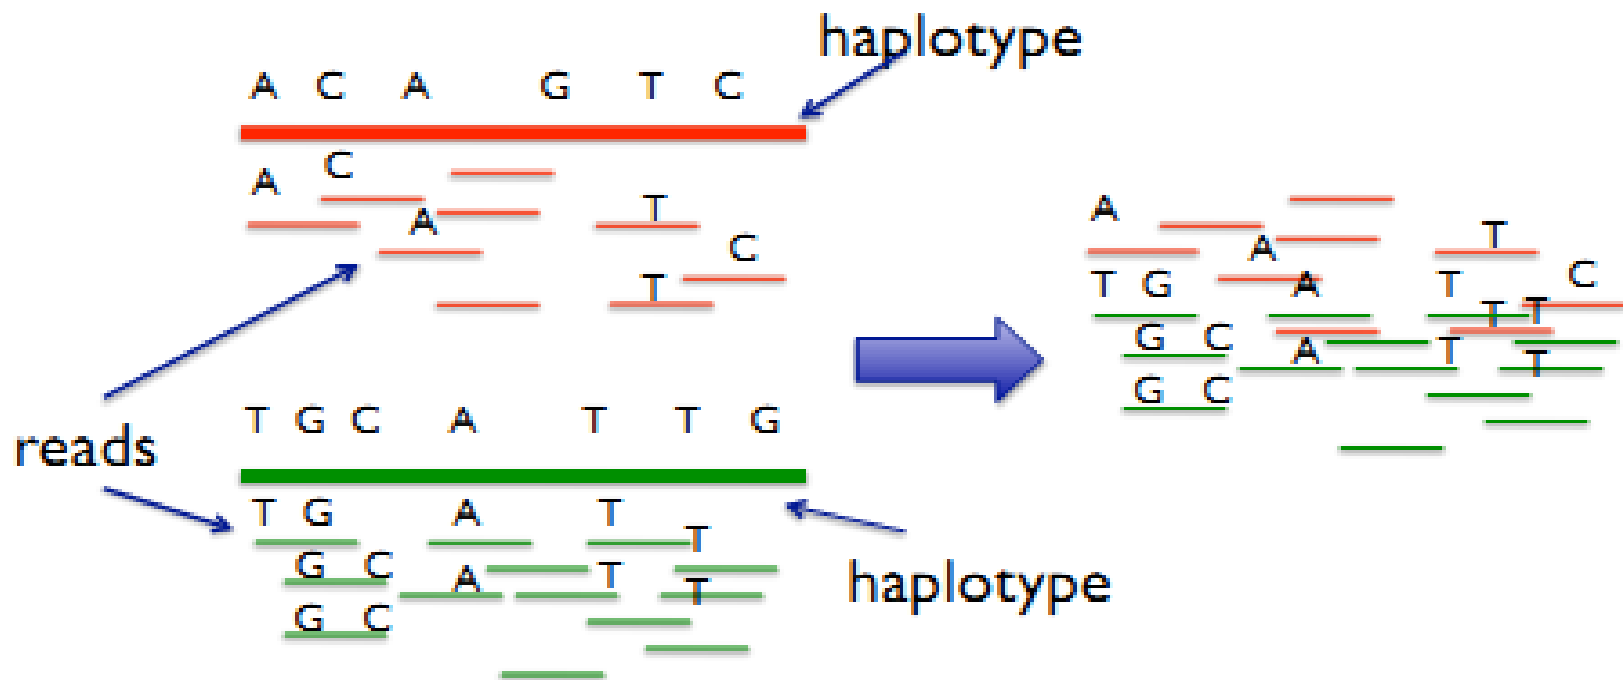 haplotype
A C A G T C
A C
A T
C
T
A T
A C
T G A T
T T
G C A T T
G C
T G C A T T G
reads
T G A T
T
G C A T T
G C
haplotype